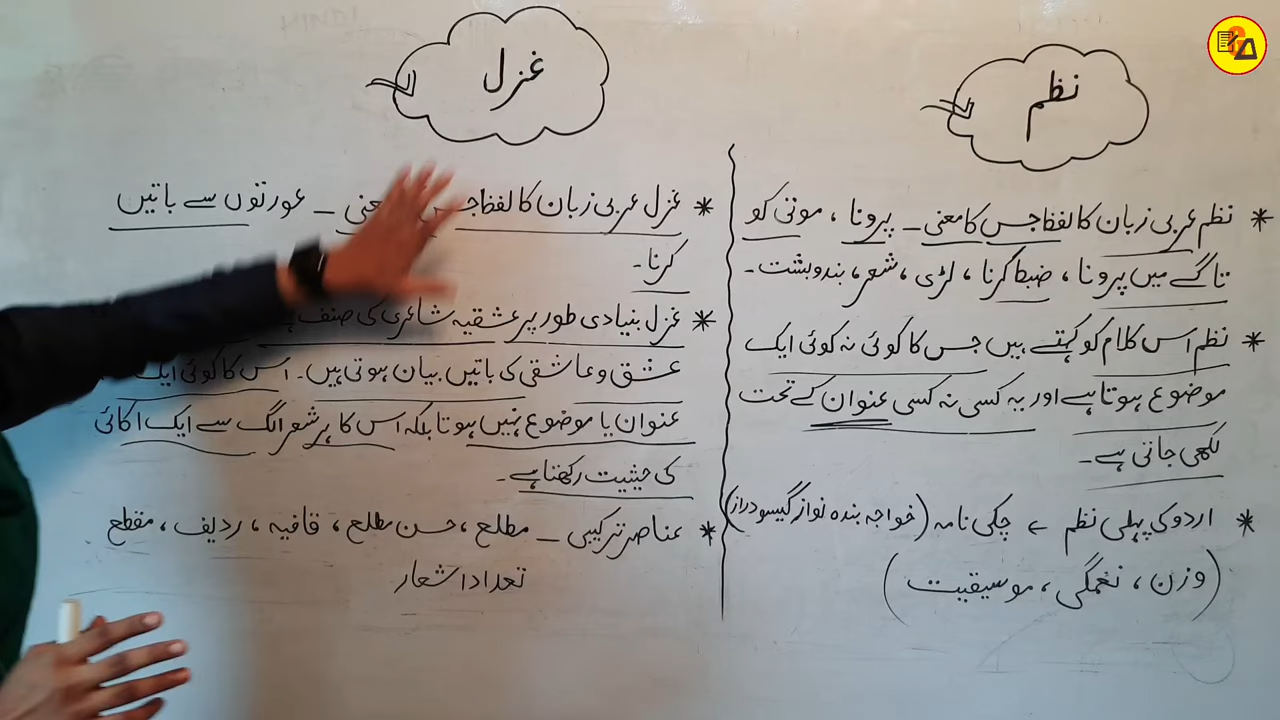 نظم
* نظم عربی زبان کا لفظ جس کا معنی ــ پرونا ، موتی کو
تاگے میں پرونا ، ضبط کرنا ، لڑی ، شعر ، بندوبشت ۔
* نظم اس کلام کو کہتے ہیں جس کا کوئی نہ کوئی ایک
موضوع ہوتا ہے اور یہ کسی نہ کسی عنوان کے تحت
لکھی جاتی ہے ۔
* اردو کی پہلی نظم ← چکی نامہ (خواجہ بندہ نواز گیسو دراز)
(وزن ، نغمگی ، موسیقیت)
غزل
* غزل عربی زبان کا لفظ جس معنی ــ عورتوں سے باتیں
کرنا ۔
* غزل بنیادی طور پر عشقیہ شاعری کی صنف
عشق و عاشقی کی باتیں بیان ہوتی ہیں ۔ اس کا کوئی ایک
عنوان یا موضوع نہیں ہوتا بلکہ اس کا ہر شعر الگ سے ایک اکائی
کی حیثیت رکھتا ہے ۔
* عناصر ترکیبی ــ مطلع ، حسن مطلع ، قافیہ ، ردیف ، مقطع
تعداد اشعار